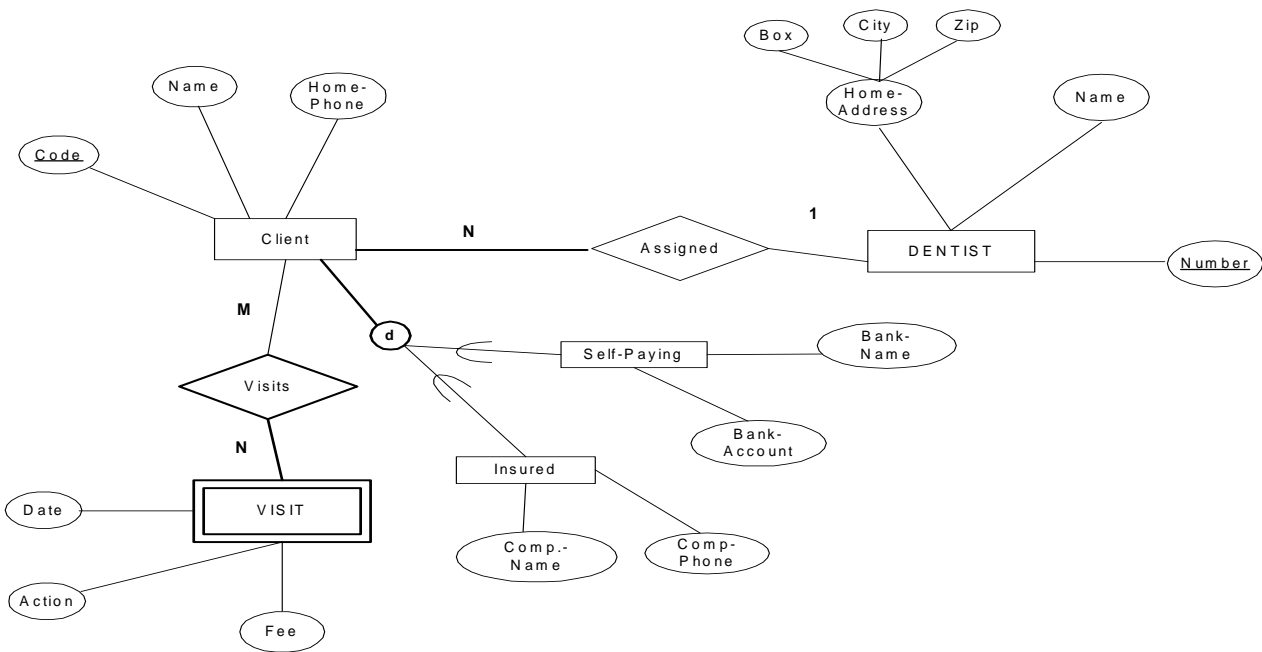 Box
City
Zip
Name
Home-
Phone
Home-
Address
Name
Code
N
1
Client
Assigned
DENTIST
Number
M
d
Self-Paying
Bank-
Name
Visits
Bank-
Account
N
Insured
Date
VISIT
Comp.-
Name
Comp-
Phone
Action
Fee